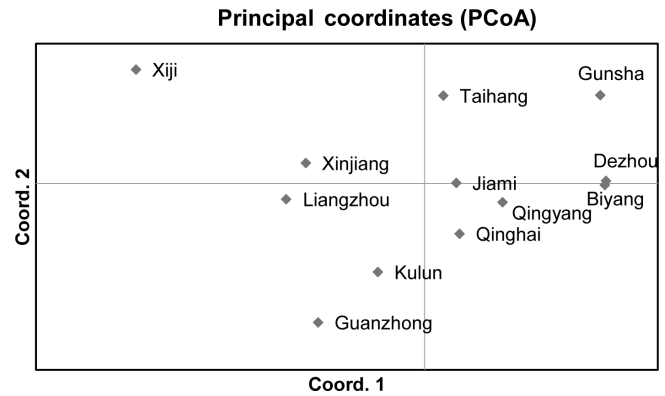 Principal coordinates (PCoA)
Xiji
Gunsha
Taihang
Xinjiang
Dezhou
Jiami
Liangzhou
Biyang
Qingyang
Qinghai
Kulun
Guanzhong
Coord. 2
Coord. 1